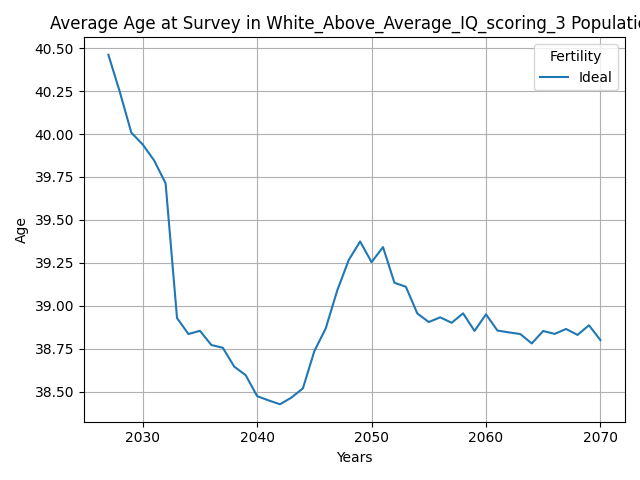 Average Age at Survey in White_Above_Average_IQ_scoring_3 Populatio
Fertility
Ideal
40.50
40.25
40.00
39.75
39.50
39.25
39.00
38.75
38.50
Age
2030 2040 2050 2060 2070
Years